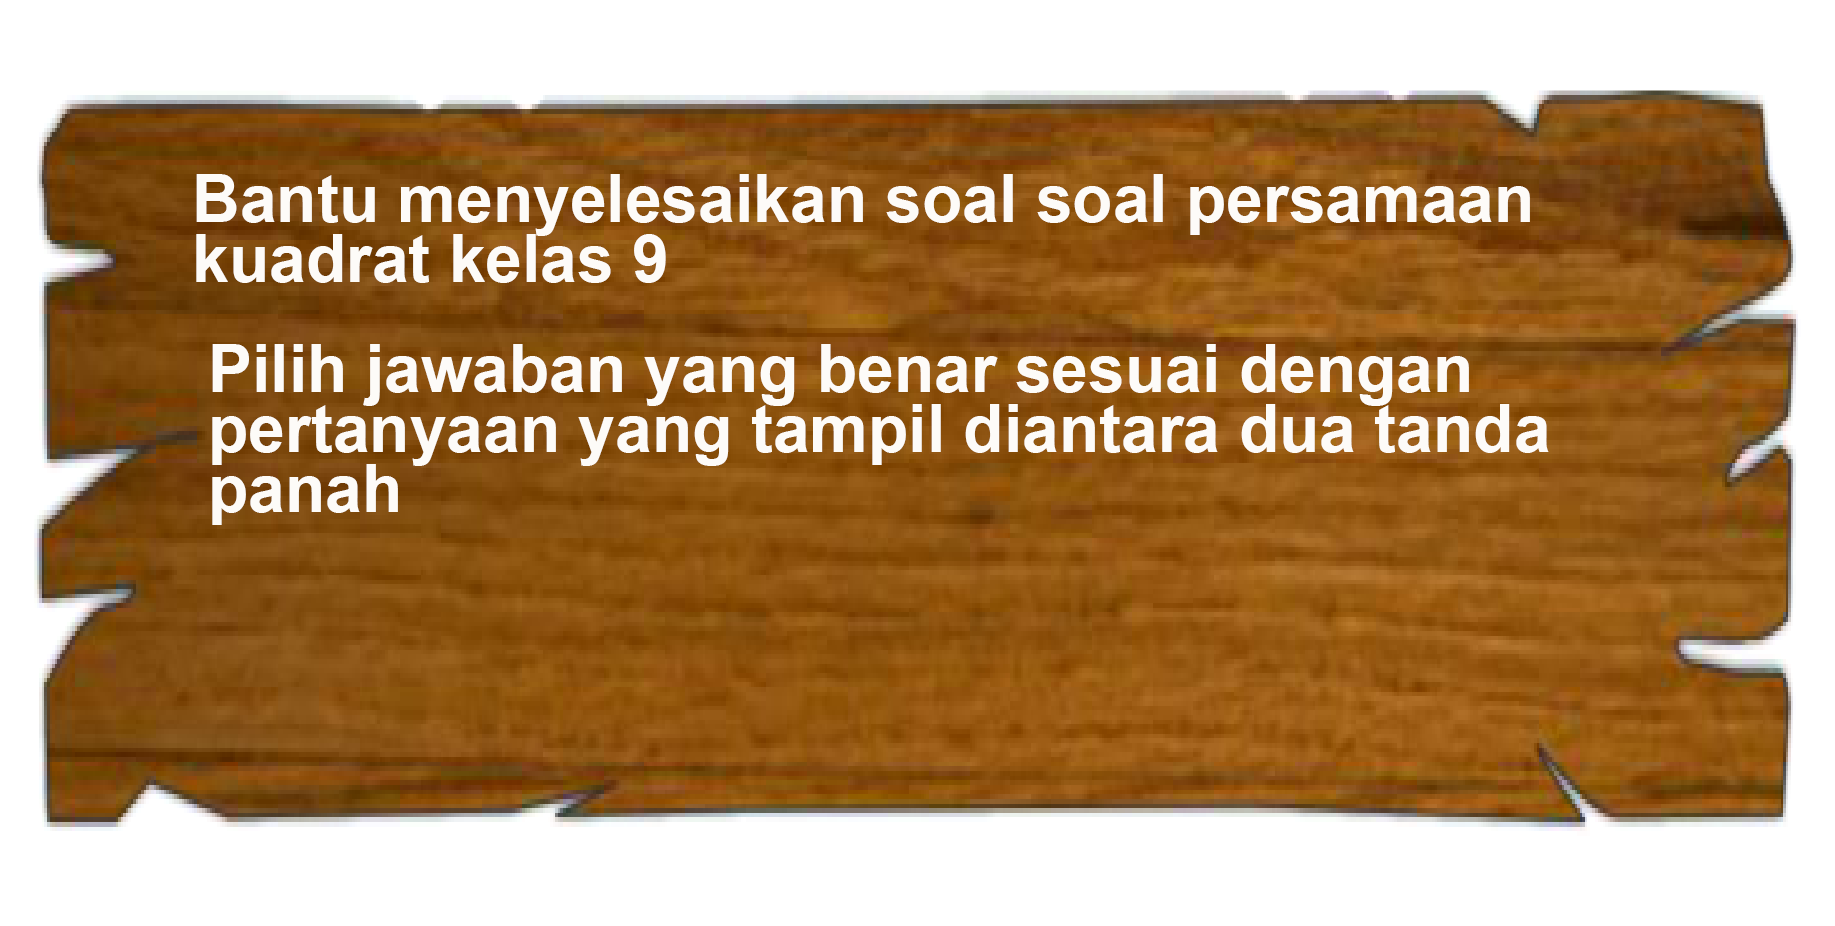 Bantu menyelesaikan soal soal persamaan
kuadrat kelas 9
Pilih jawaban yang benar sesuai dengan
pertanyaan yang tampil diantara dua tanda
panah